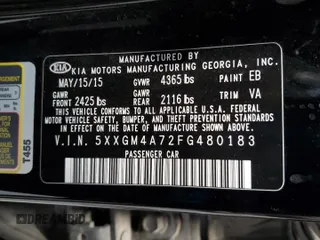 MANUFACTURED BY
KIA KIA MOTORS MANUFACTURING GEORGIA, INC.
MAY/15/15 GVWR 4365 lbs PAINT EB
GAWR FRONT 2425 lbs GAWR REAR 2116 lbs TRIM VA
THIS VEHICLE CONFORMS TO ALL APPLICABLE
FEDERAL MOTOR VEHICLE SAFETY, BUMPER, AND
THEFT PREVENTION STANDARDS IN EFFECT ON
THE DATE OF MANUFACTURE SHOWN ABOVE.
V.I.N. 5XXGM4A72FG480183
PASSENGER CAR
T455